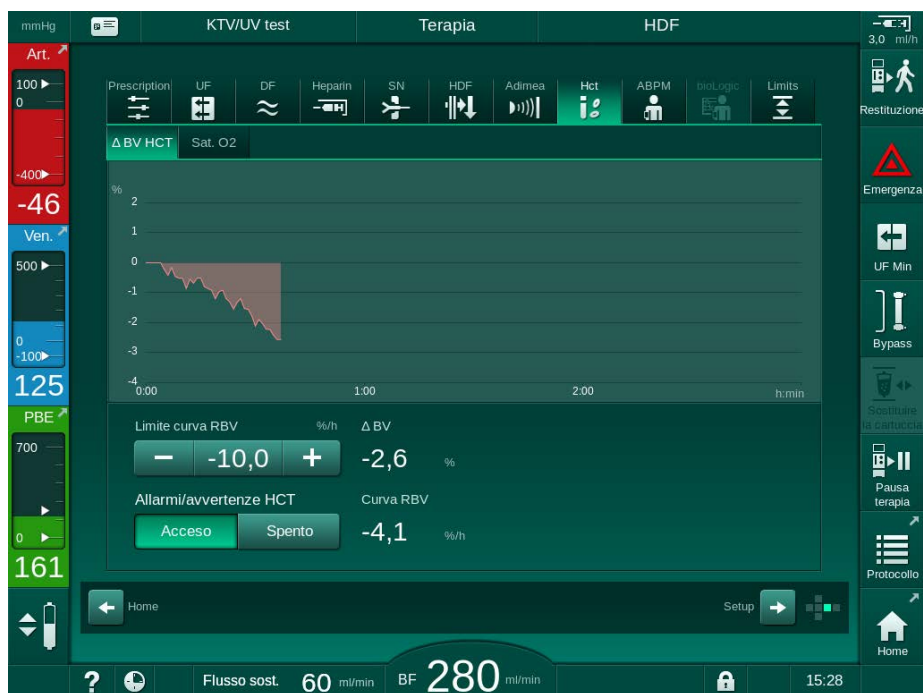 mmHg
KTV/UV test
Terapia
HDF
3,0 ml/h
Art.
100
0
-400
-46
Ven.
500
0
-100
125
PBE
700
0
161
Prescription
UF
DF
Heparin
SN
HDF
Adimea
Hct
ABPM
bioLogic
Limits
Δ BV HCT
Sat. O2
%
2
1
0
-1
-2
-3
-4
0:00
1:00
2:00
h:min
Limite curva RBV %/h
Δ BV
-10,0
-2,6 %
Allarmi/avvertenze HCT
Curva RBV
Acceso
Spento
-4,1 %/h
Home
Setup
Restituzione
Emergenza
UF Min
Bypass
Sostituire
la cartuccia
Pausa
terapia
Protocollo
Home
?
Flusso sost. 60 ml/min
BF 280 ml/min
15:28